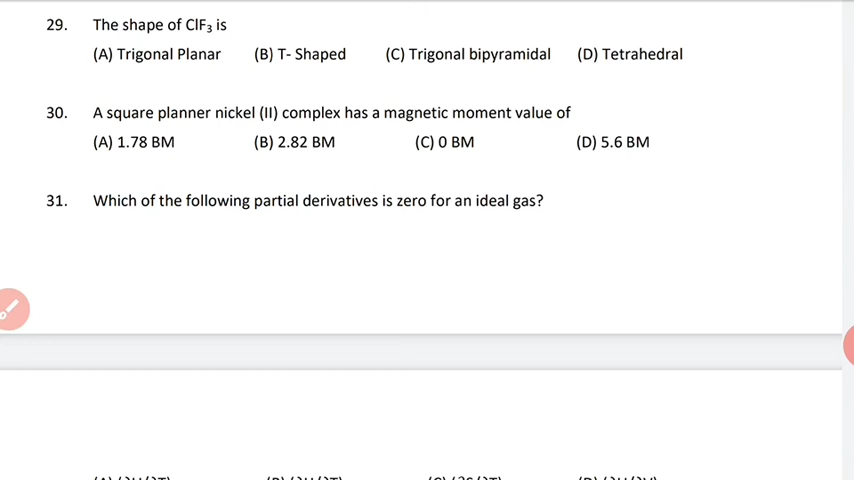 29. The shape of ClF₃ is
(A) Trigonal Planar (B) T- Shaped (C) Trigonal bipyramidal (D) Tetrahedral
30. A square planner nickel (II) complex has a magnetic moment value of
(A) 1.78 BM (B) 2.82 BM (C) 0 BM (D) 5.6 BM
31. Which of the following partial derivatives is zero for an ideal gas?